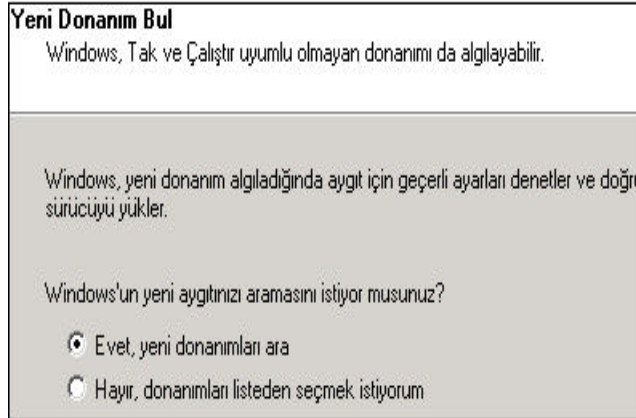 Yeni Donanım Bul
Windows, Tak ve Çalıştır uyumlu olmayan donanımı da algılayabilir.
Windows, yeni donanım algıladığında aygıt için geçerli ayarları denetler ve doğru
sürücüyü yükler.
Windows'un yeni aygıtınızı aramasını istiyor musunuz?
Evet, yeni donanımları ara
Hayır, donanımları listeden seçmek istiyorum